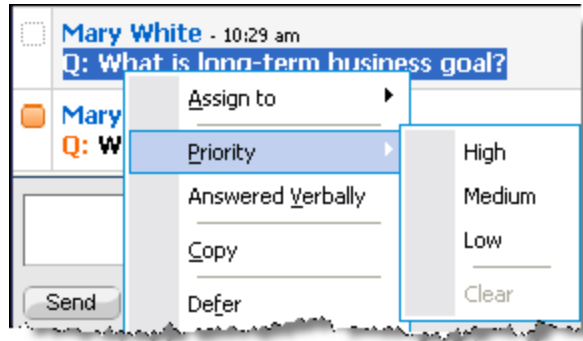 Mary White - 10:29 am
Q: What is long-term business goal?
Assign to
Mary
Q: W
Priority
High
Answered Verbally
Medium
Copy
Low
Send
Defer
Clear